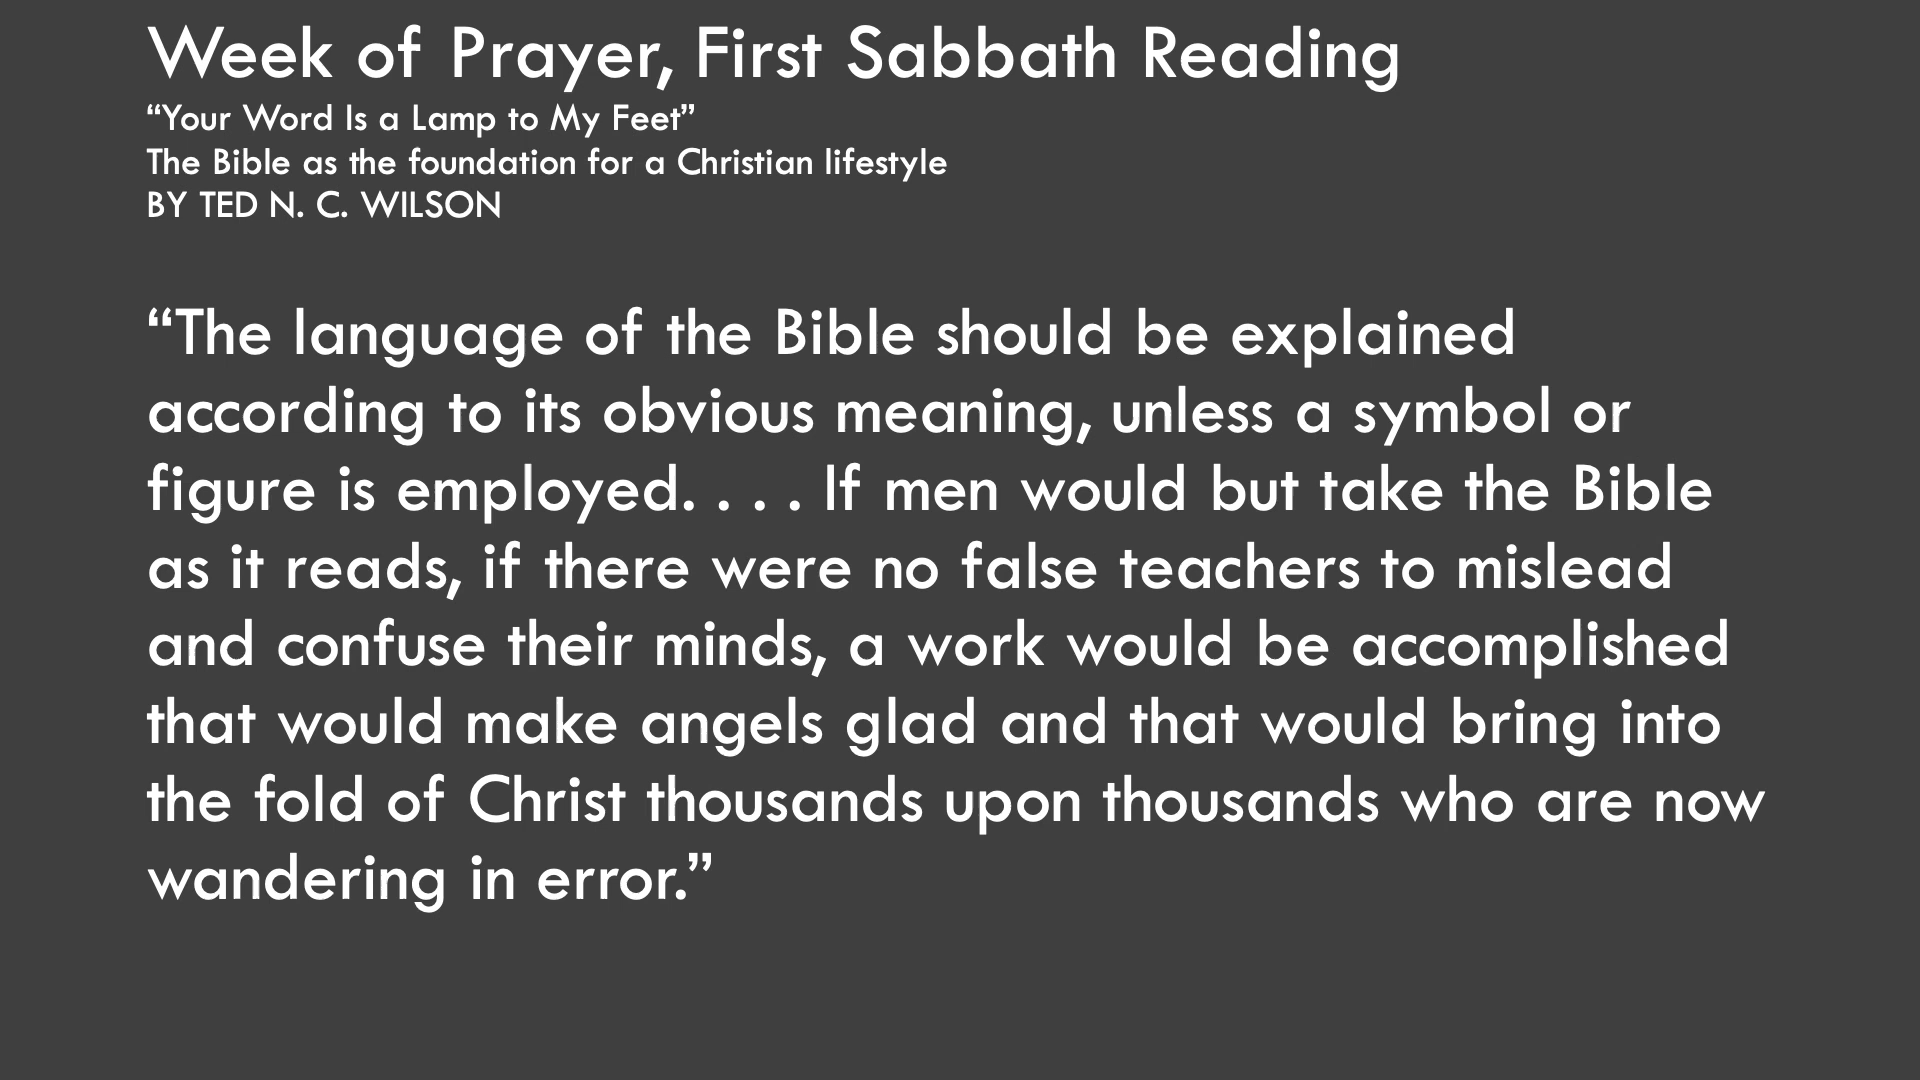 Week of Prayer, First Sabbath Reading
“Your Word Is a Lamp to My Feet”
The Bible as the foundation for a Christian lifestyle
BY TED N. C. WILSON
“The language of the Bible should be explained
according to its obvious meaning, unless a symbol or
figure is employed. . . . If men would but take the Bible
as it reads, if there were no false teachers to mislead
and confuse their minds, a work would be accomplished
that would make angels glad and that would bring into
the fold of Christ thousands upon thousands who are now
wandering in error.”